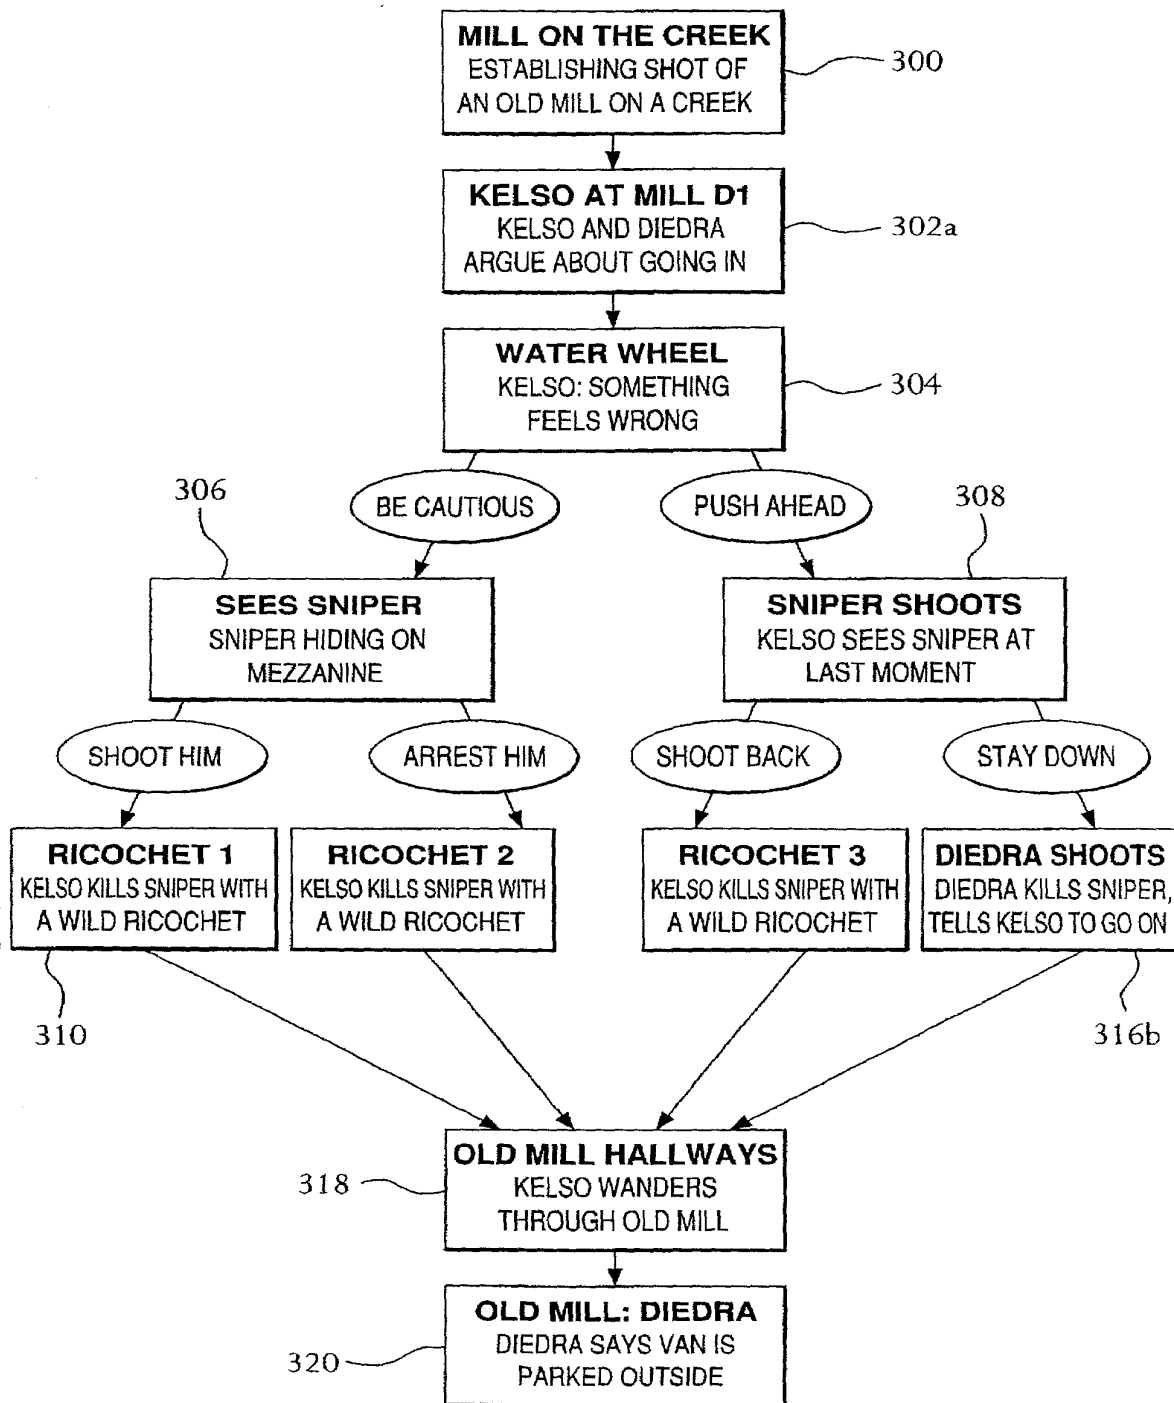 MILL ON THE CREEK
ESTABLISHING SHOT OF
AN OLD MILL ON A CREEK
300
KELSO AT MILL D1
KELSO AND DIEDRA
ARGUE ABOUT GOING IN
302a
WATER WHEEL
KELSO: SOMETHING
FEELS WRONG
304
BE CAUTIOUS
PUSH AHEAD
306
308
SEES SNIPER
SNIPER HIDING ON
MEZZANINE
SNIPER SHOOTS
KELSO SEES SNIPER AT
LAST MOMENT
SHOOT HIM
ARREST HIM
SHOOT BACK
STAY DOWN
RICOCHET 1
KELSO KILLS SNIPER WITH
A WILD RICOCHET
RICOCHET 2
KELSO KILLS SNIPER WITH
A WILD RICOCHET
RICOCHET 3
KELSO KILLS SNIPER WITH
A WILD RICOCHET
DIEDRA SHOOTS
DIEDRA KILLS SNIPER,
TELLS KELSO TO GO ON
310
316b
OLD MILL HALLWAYS
KELSO WANDERS
THROUGH OLD MILL
318
OLD MILL: DIEDRA
DIEDRA SAYS VAN IS
PARKED OUTSIDE
320